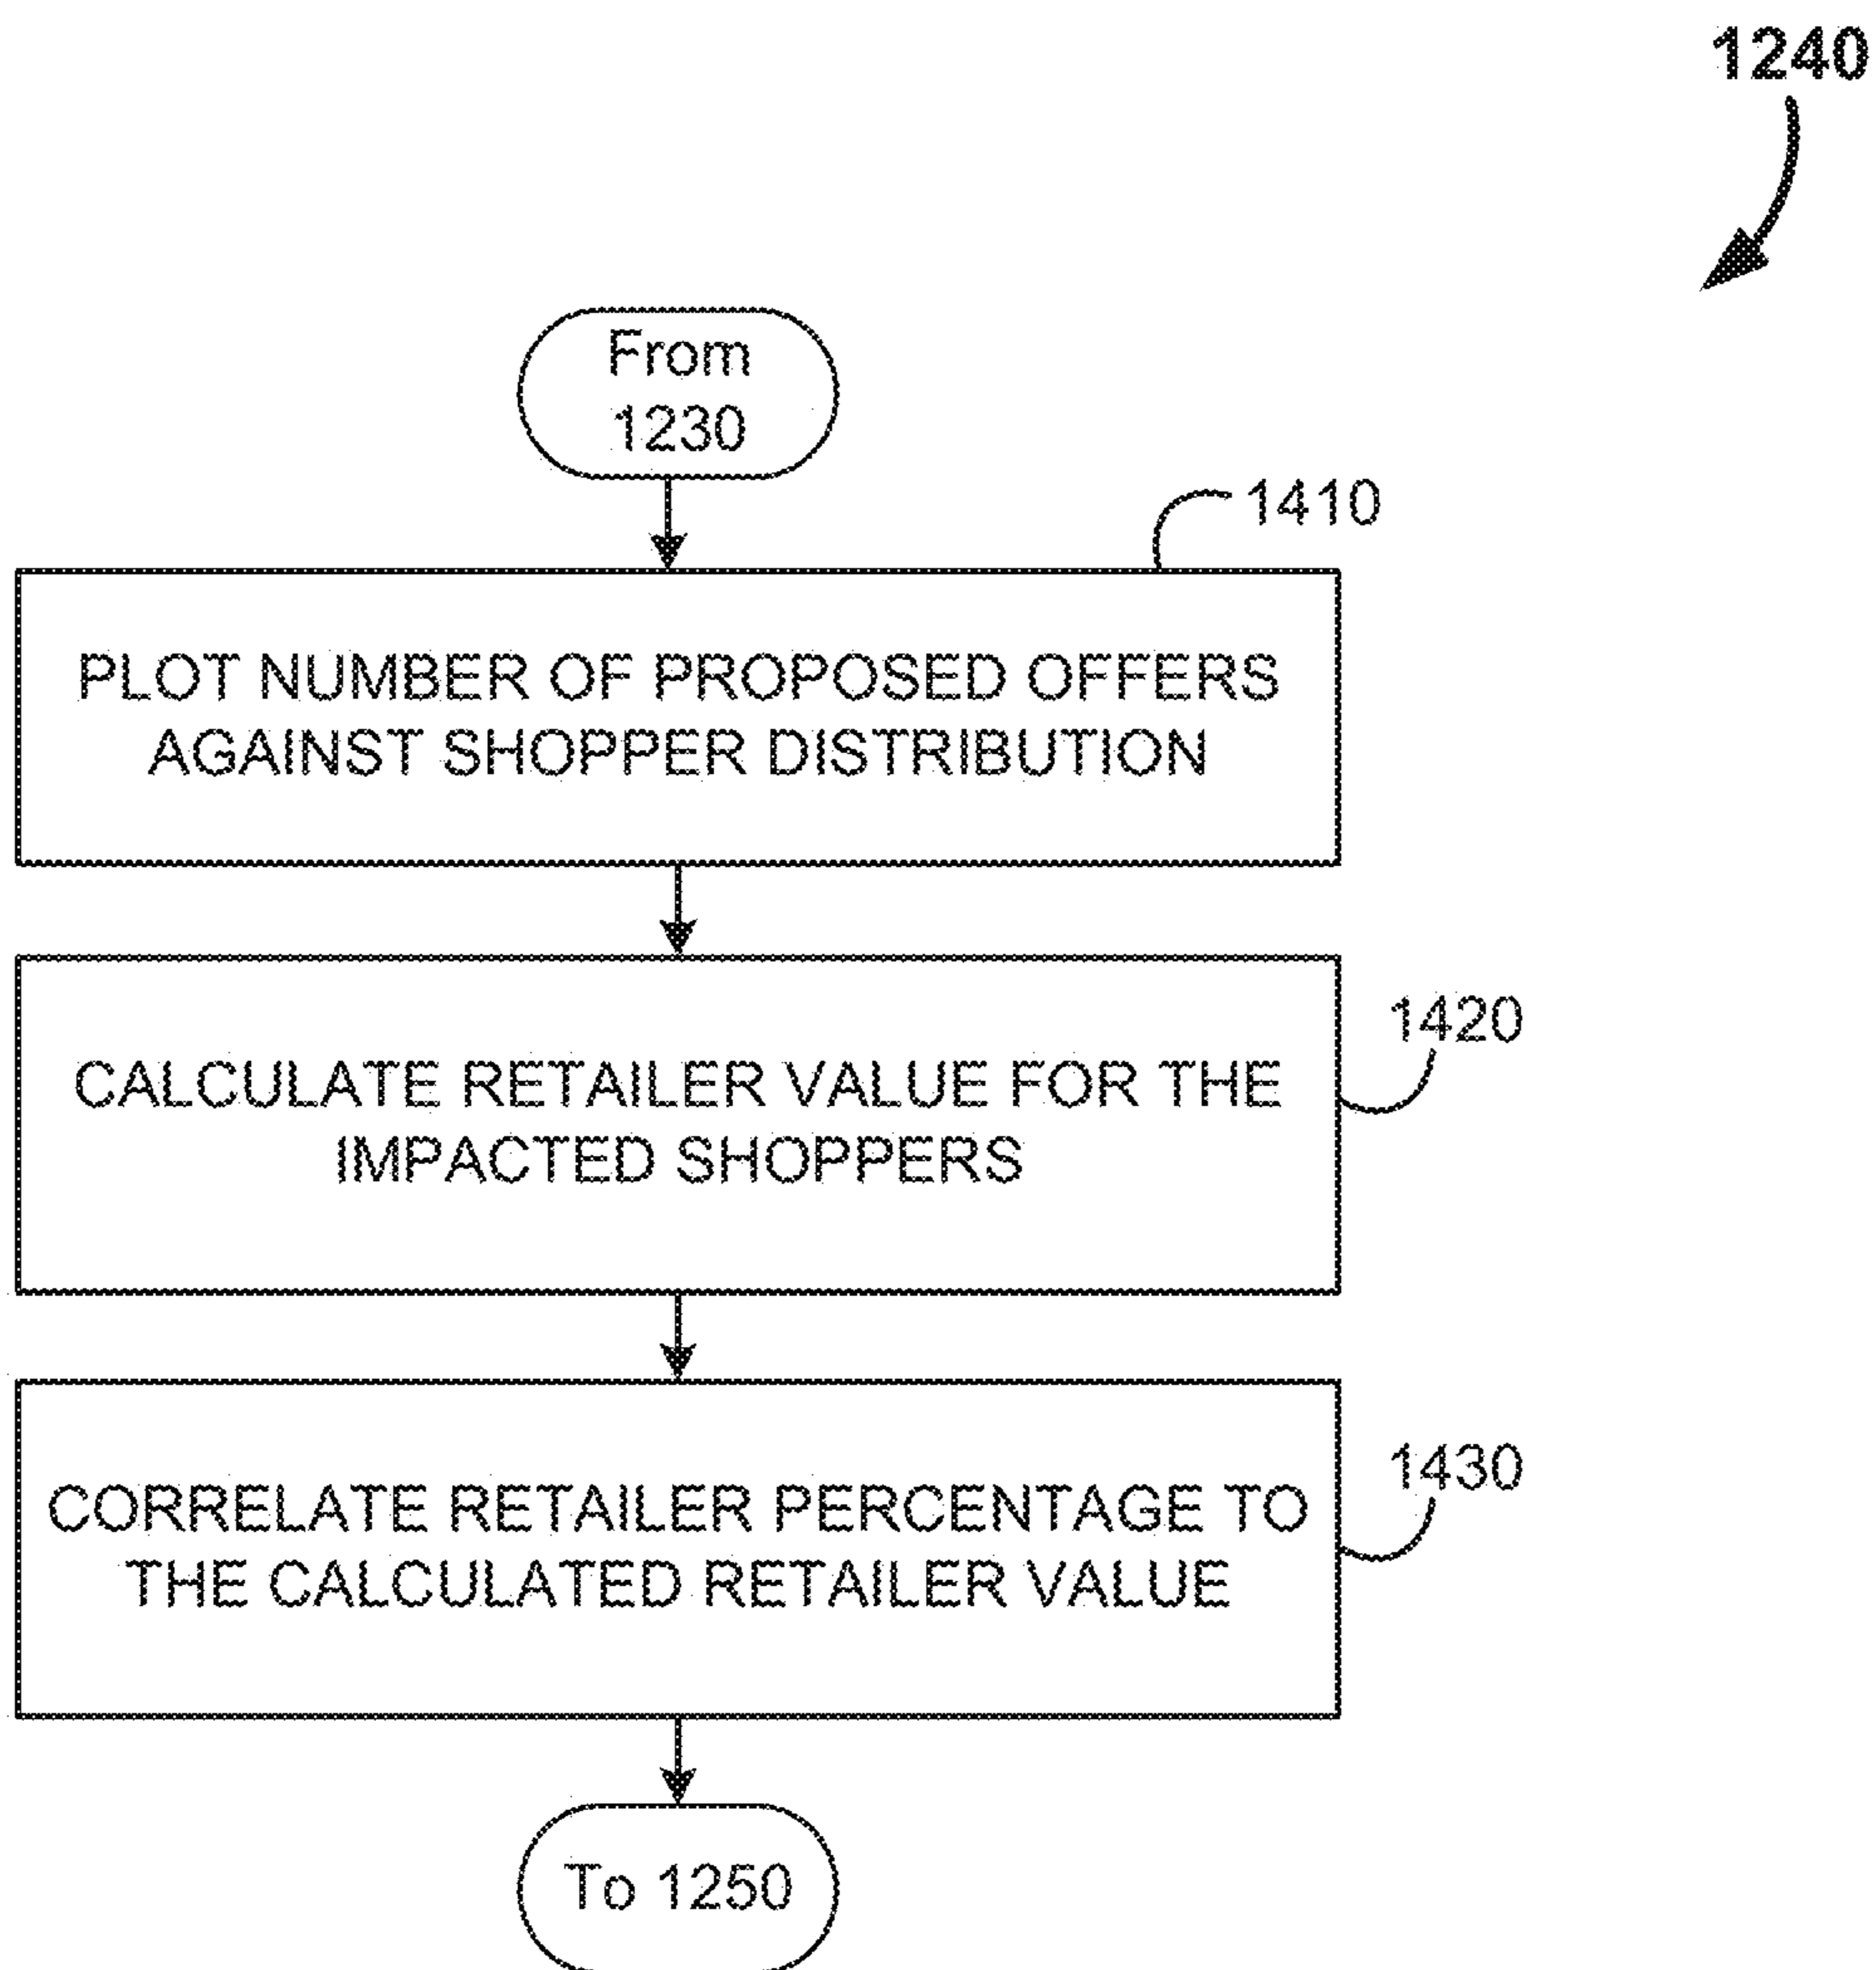 1240
From
1230
1410
PLOT NUMBER OF PROPOSED OFFERS
AGAINST SHOPPER DISTRIBUTION
1420
CALCULATE RETAILER VALUE FOR THE
IMPACTED SHOPPERS
1430
CORRELATE RETAILER PERCENTAGE TO
THE CALCULATED RETAILER VALUE
To 1250